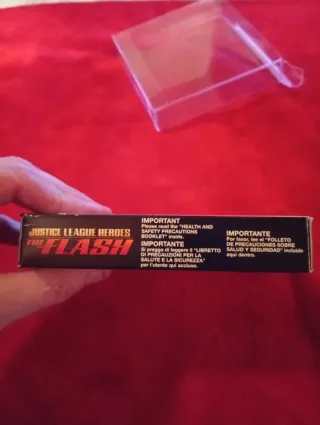 JUSTICE LEAGUE HEROES
THE FLASH
IMPORTANT
Please read the "HEALTH AND
SAFETY PRECAUTIONS
BOOKLET" inside.
IMPORTANTE
Si prega di leggere il "LIBRETTO
DI PRECAUZIONI PER LA
SALUTE E LA SICUREZZA"
per l'utente qui accluso.
IMPORTANTE
Por favor, lee el "FOLLETO
DE PRECAUCIONES SOBRE
SALUD Y SEGURIDAD" incluido
aquí dentro.